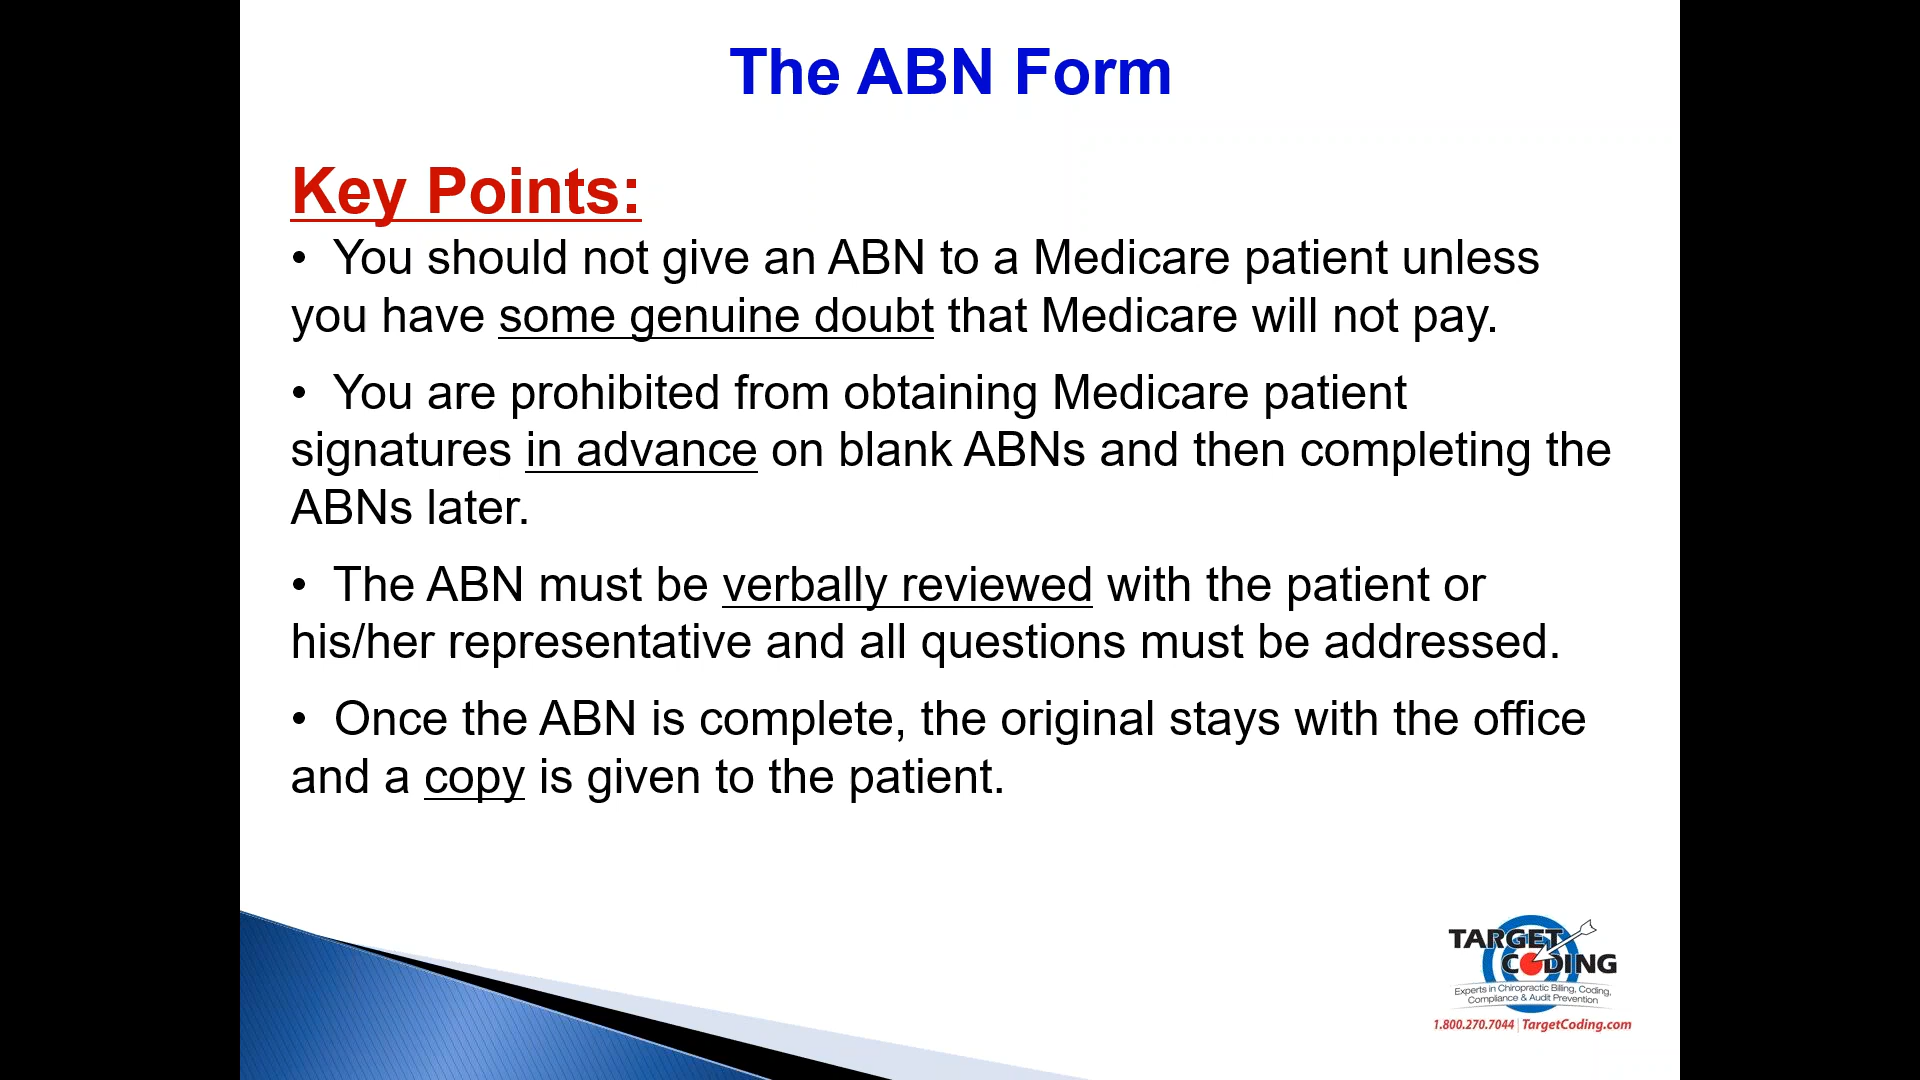 The ABN Form
Key Points:
• You should not give an ABN to a Medicare patient unless
you have some genuine doubt that Medicare will not pay.
• You are prohibited from obtaining Medicare patient
signatures in advance on blank ABNs and then completing the
ABNs later.
• The ABN must be verbally reviewed with the patient or
his/her representative and all questions must be addressed.
• Once the ABN is complete, the original stays with the office
and a copy is given to the patient.
TARGET
CODING
Experts in Chiropractic Billing, Coding,
Compliance & Audit Prevention
1.800.270.7044 | TargetCoding.com